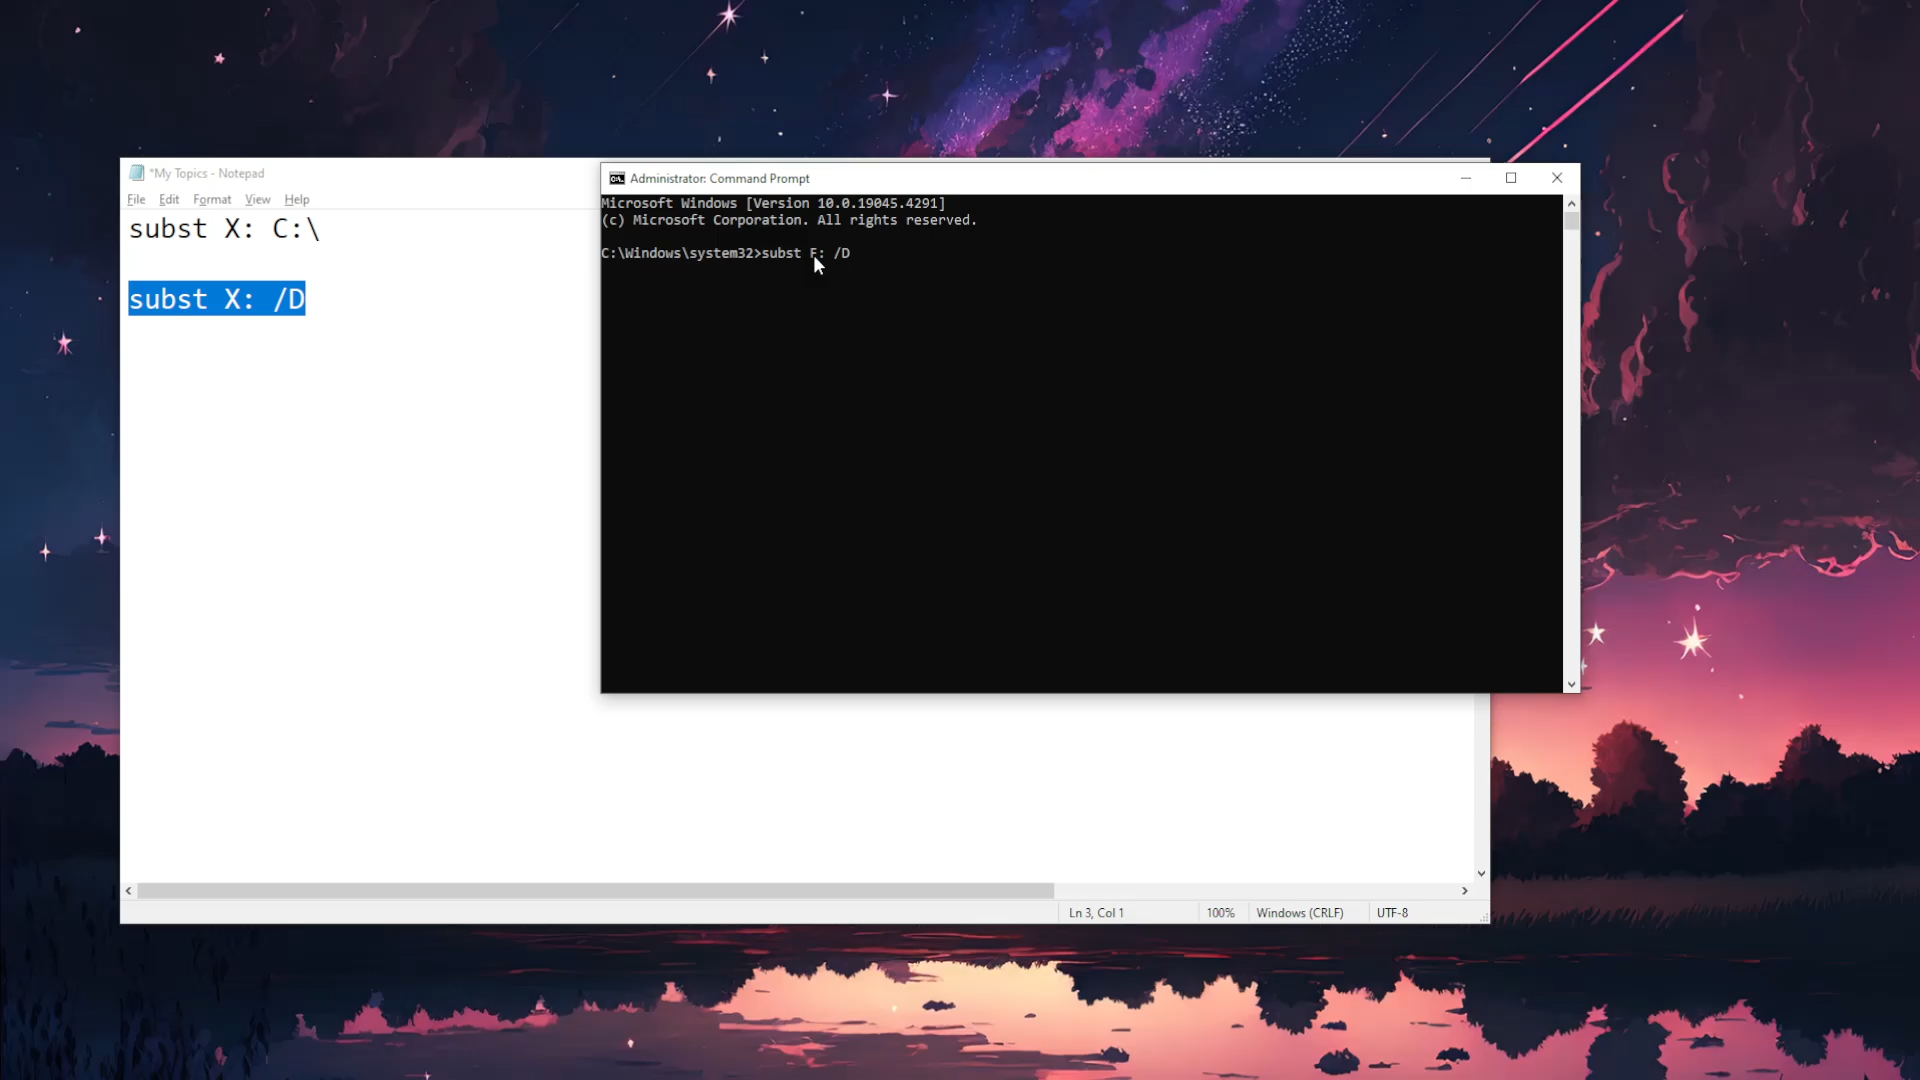 *My Topics - Notepad
File Edit Format View Help
subst X: C:\
subst X: /D
Ln 3, Col 1
100%
Windows (CRLF)
UTF-8
Administrator: Command Prompt
Microsoft Windows [Version 10.0.19045.4291]
(c) Microsoft Corporation. All rights reserved.
C:\Windows\system32>subst F: /D